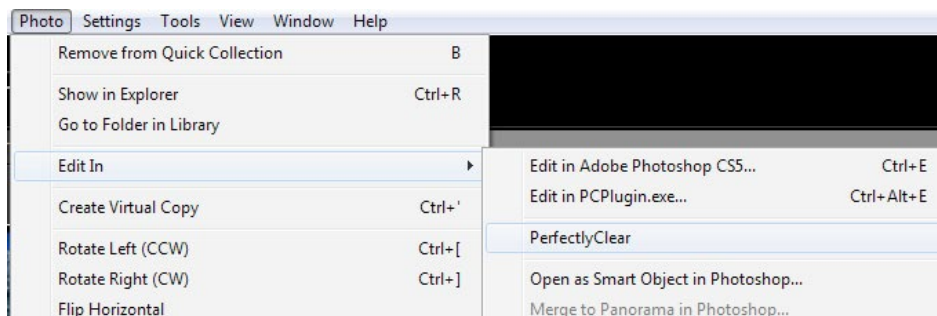 Photo Settings Tools View Window Help
Remove from Quick Collection B
Show in Explorer Ctrl+R
Go to Folder in Library
Edit In
Edit in Adobe Photoshop CS5... Ctrl+E
Edit in PCPlugin.exe... Ctrl+Alt+E
Create Virtual Copy Ctrl+'
PerfectlyClear
Rotate Left (CCW) Ctrl+[
Rotate Right (CW) Ctrl+]
Open as Smart Object in Photoshop...
Flip Horizontal
Merge to Panorama in Photoshop...